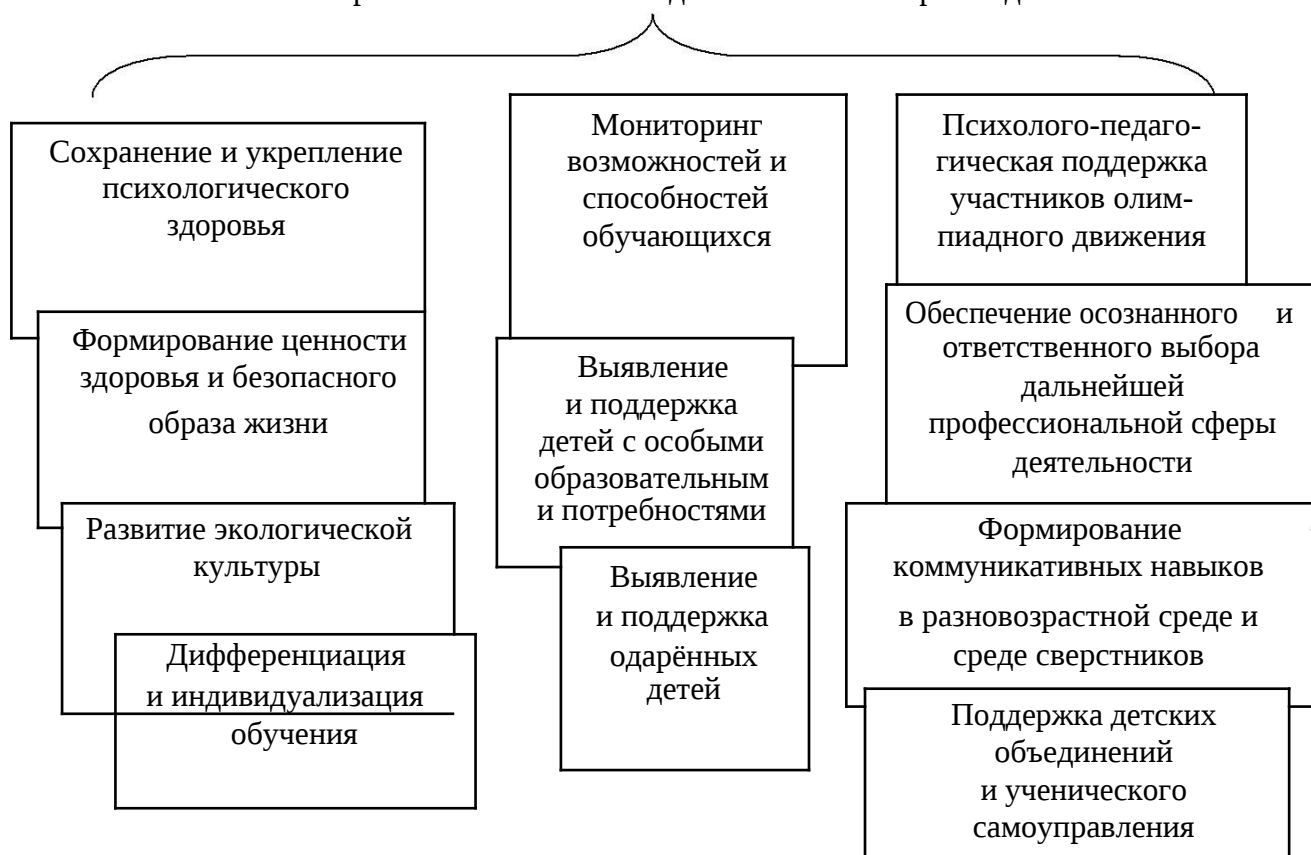 Сохранение и укрепление
психологического
здоровья
Формирование ценности
здоровья и безопасного
образа жизни
Развитие экологической
культуры
Дифференциация
и индивидуализация
обучения
Мониторинг
возможностей и
способностей
обучающихся
Выявление
и поддержка
детей с особыми
образовательным
и потребностями
Выявление
и поддержка
одарённых
детей
Психолого-педаго-
гическая поддержка
участников олим-
пиадного движения
Обеспечение осознанного и
ответственного выбора
дальнейшей
профессиональной сферы
деятельности
Формирование
коммуникативных навыков
в разновозрастной среде и
среде сверстников
Поддержка детских
объединений
и ученического
самоуправления